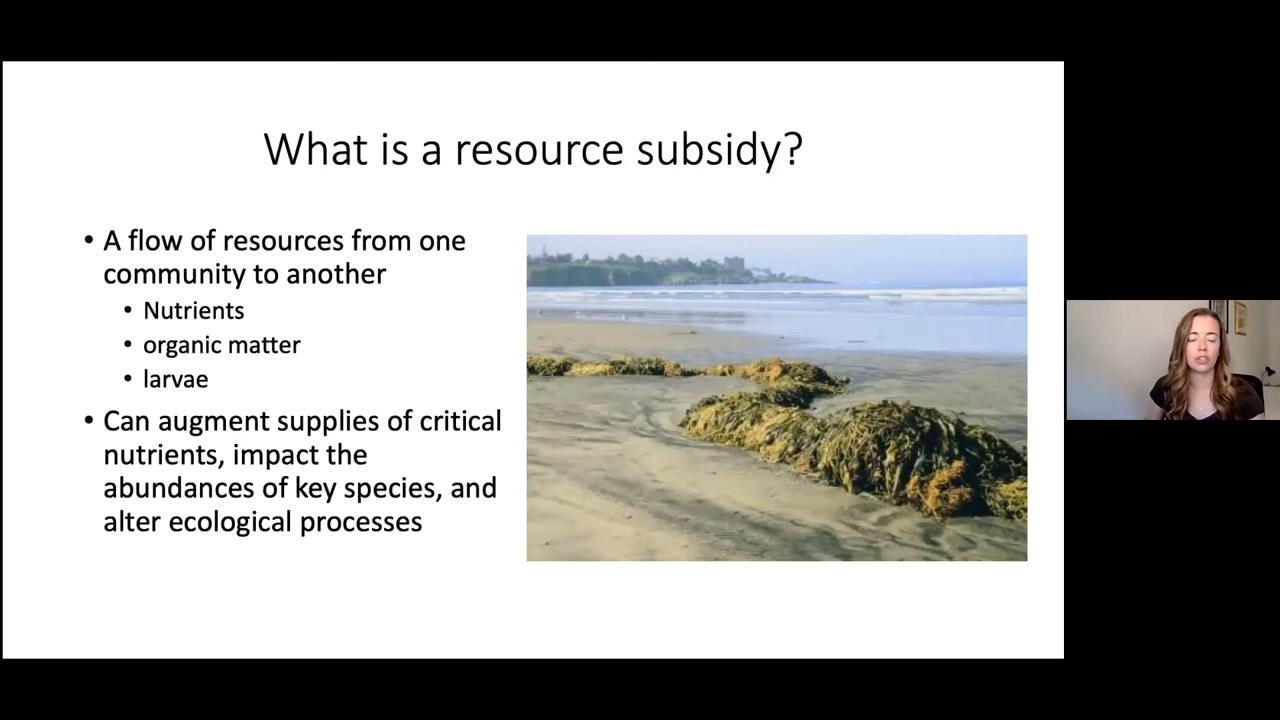 What is a resource subsidy?
• A flow of resources from one
community to another
• Nutrients
• organic matter
• larvae
• Can augment supplies of critical
nutrients, impact the
abundances of key species, and
alter ecological processes